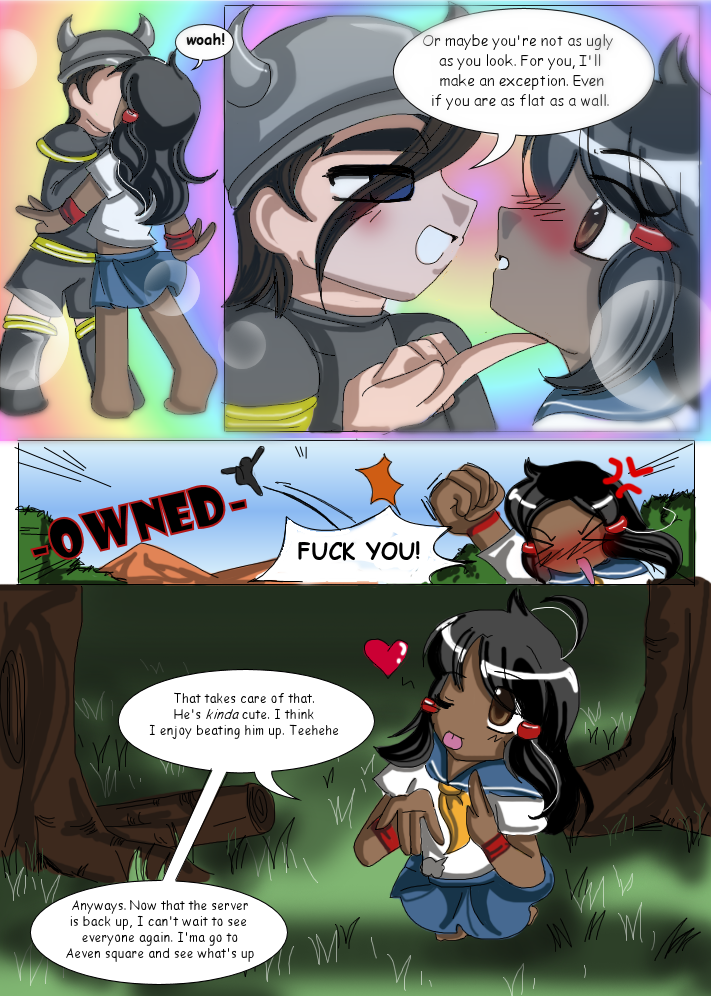 woah!
Or maybe you're not as ugly
as you look. For you, I'll
make an exception. Even
if you are as flat as a wall.
-OWNED-
FUCK YOU!
That takes care of that.
He's kinda cute. I think
I enjoy beating him up. Teehehe
Anyways. Now that the server
is back up, I can't wait to see
everyone again. I'ma go to
Aeven square and see what's up